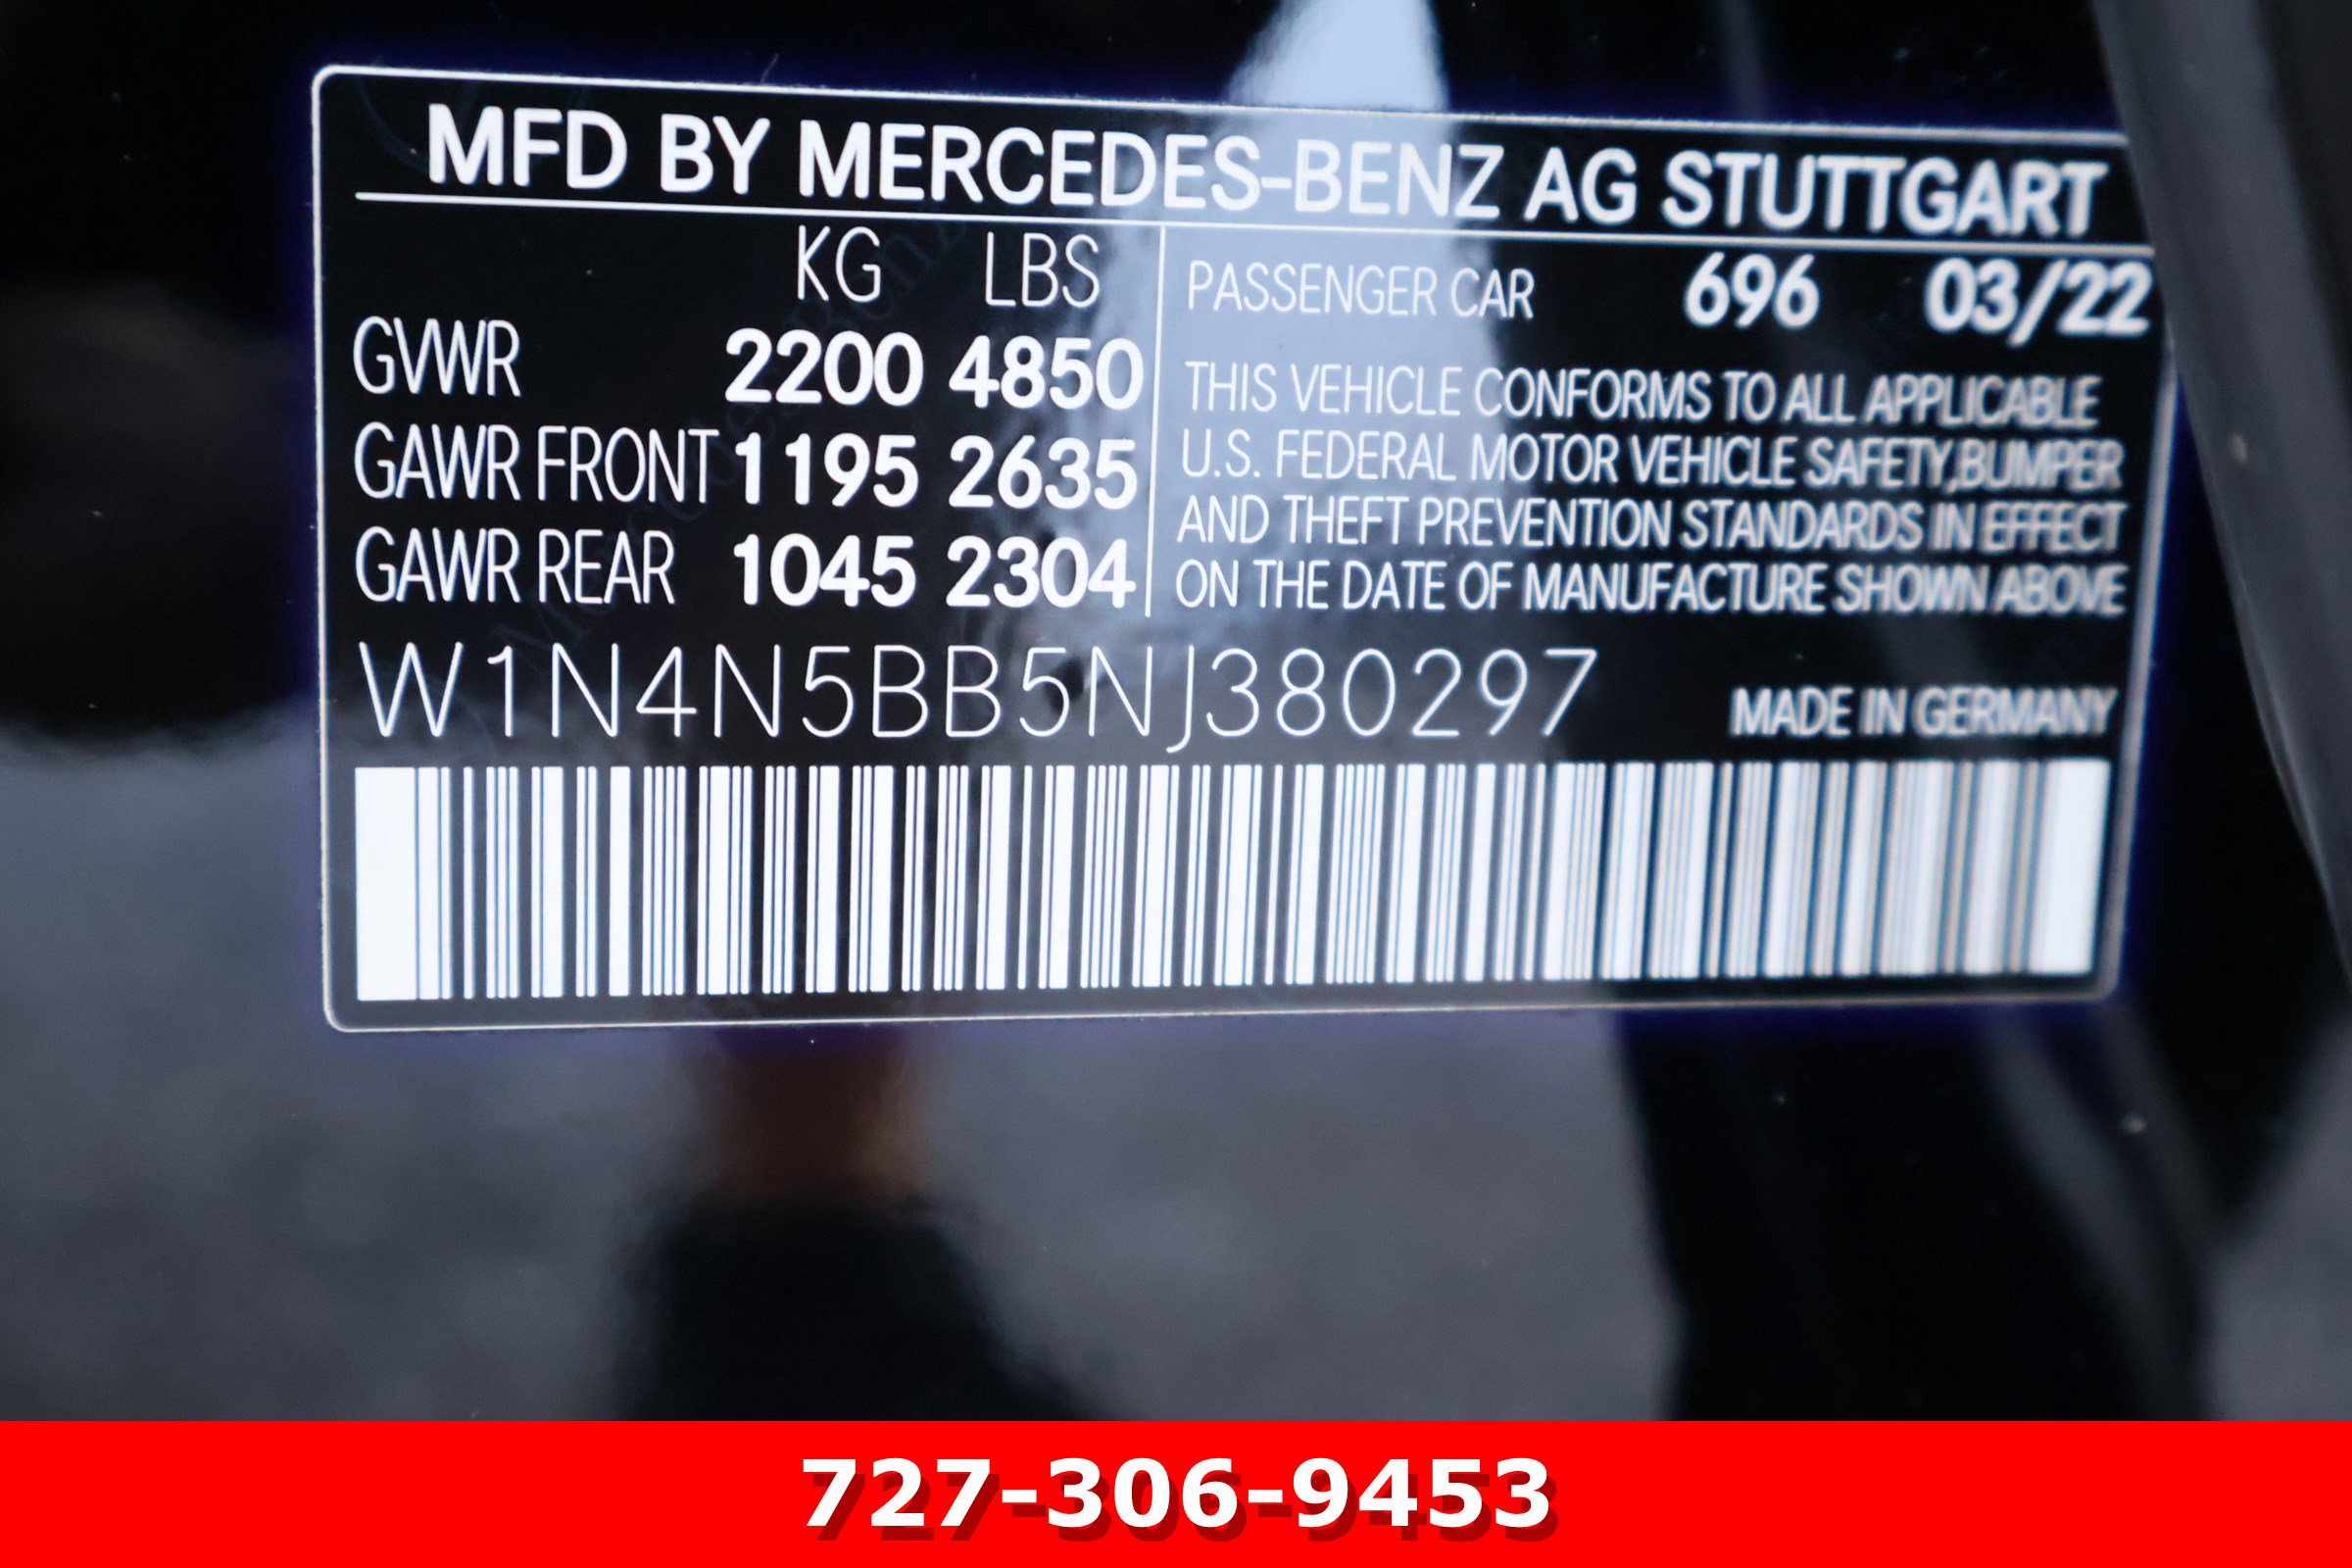 MFD BY MERCEDES-BENZ AG STUTTGART
KG LBS
GVWR 2200 4850
GAWR FRONT 1195 2635
GAWR REAR 1045 2304
PASSENGER CAR 696 03/22
THIS VEHICLE CONFORMS TO ALL APPLICABLE
U.S. FEDERAL MOTOR VEHICLE SAFETY,BUMPER
AND THEFT PREVENTION STANDARDS IN EFFECT
ON THE DATE OF MANUFACTURE SHOWN ABOVE
W1N4N5BB5NJ380297
MADE IN GERMANY
727-306-9453